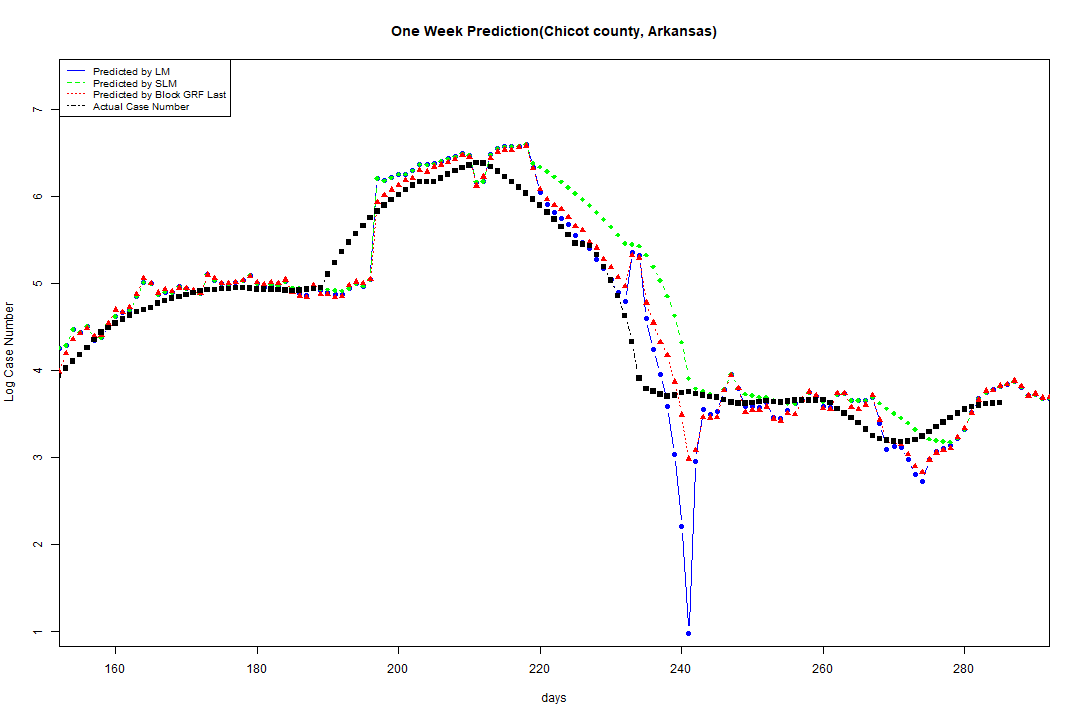 One Week Prediction(Chicot county, Arkansas)
Predicted by LM
Predicted by SLM
Predicted by Block GRF Last
Actual Case Number
7
6
5
4
3
2
1
Log Case Number
160 180 200 220 240 260 280
days